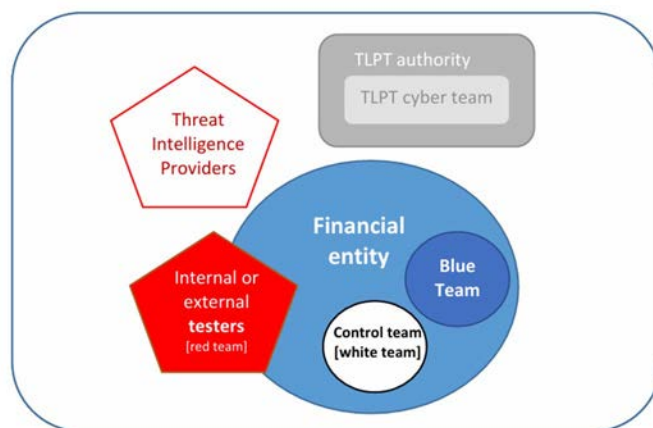 TLPT authority
TLPT cyber team
Threat
Intelligence
Providers
Financial
entity
Blue
Team
Internal or
external
testers
[red team]
Control team
[white team]